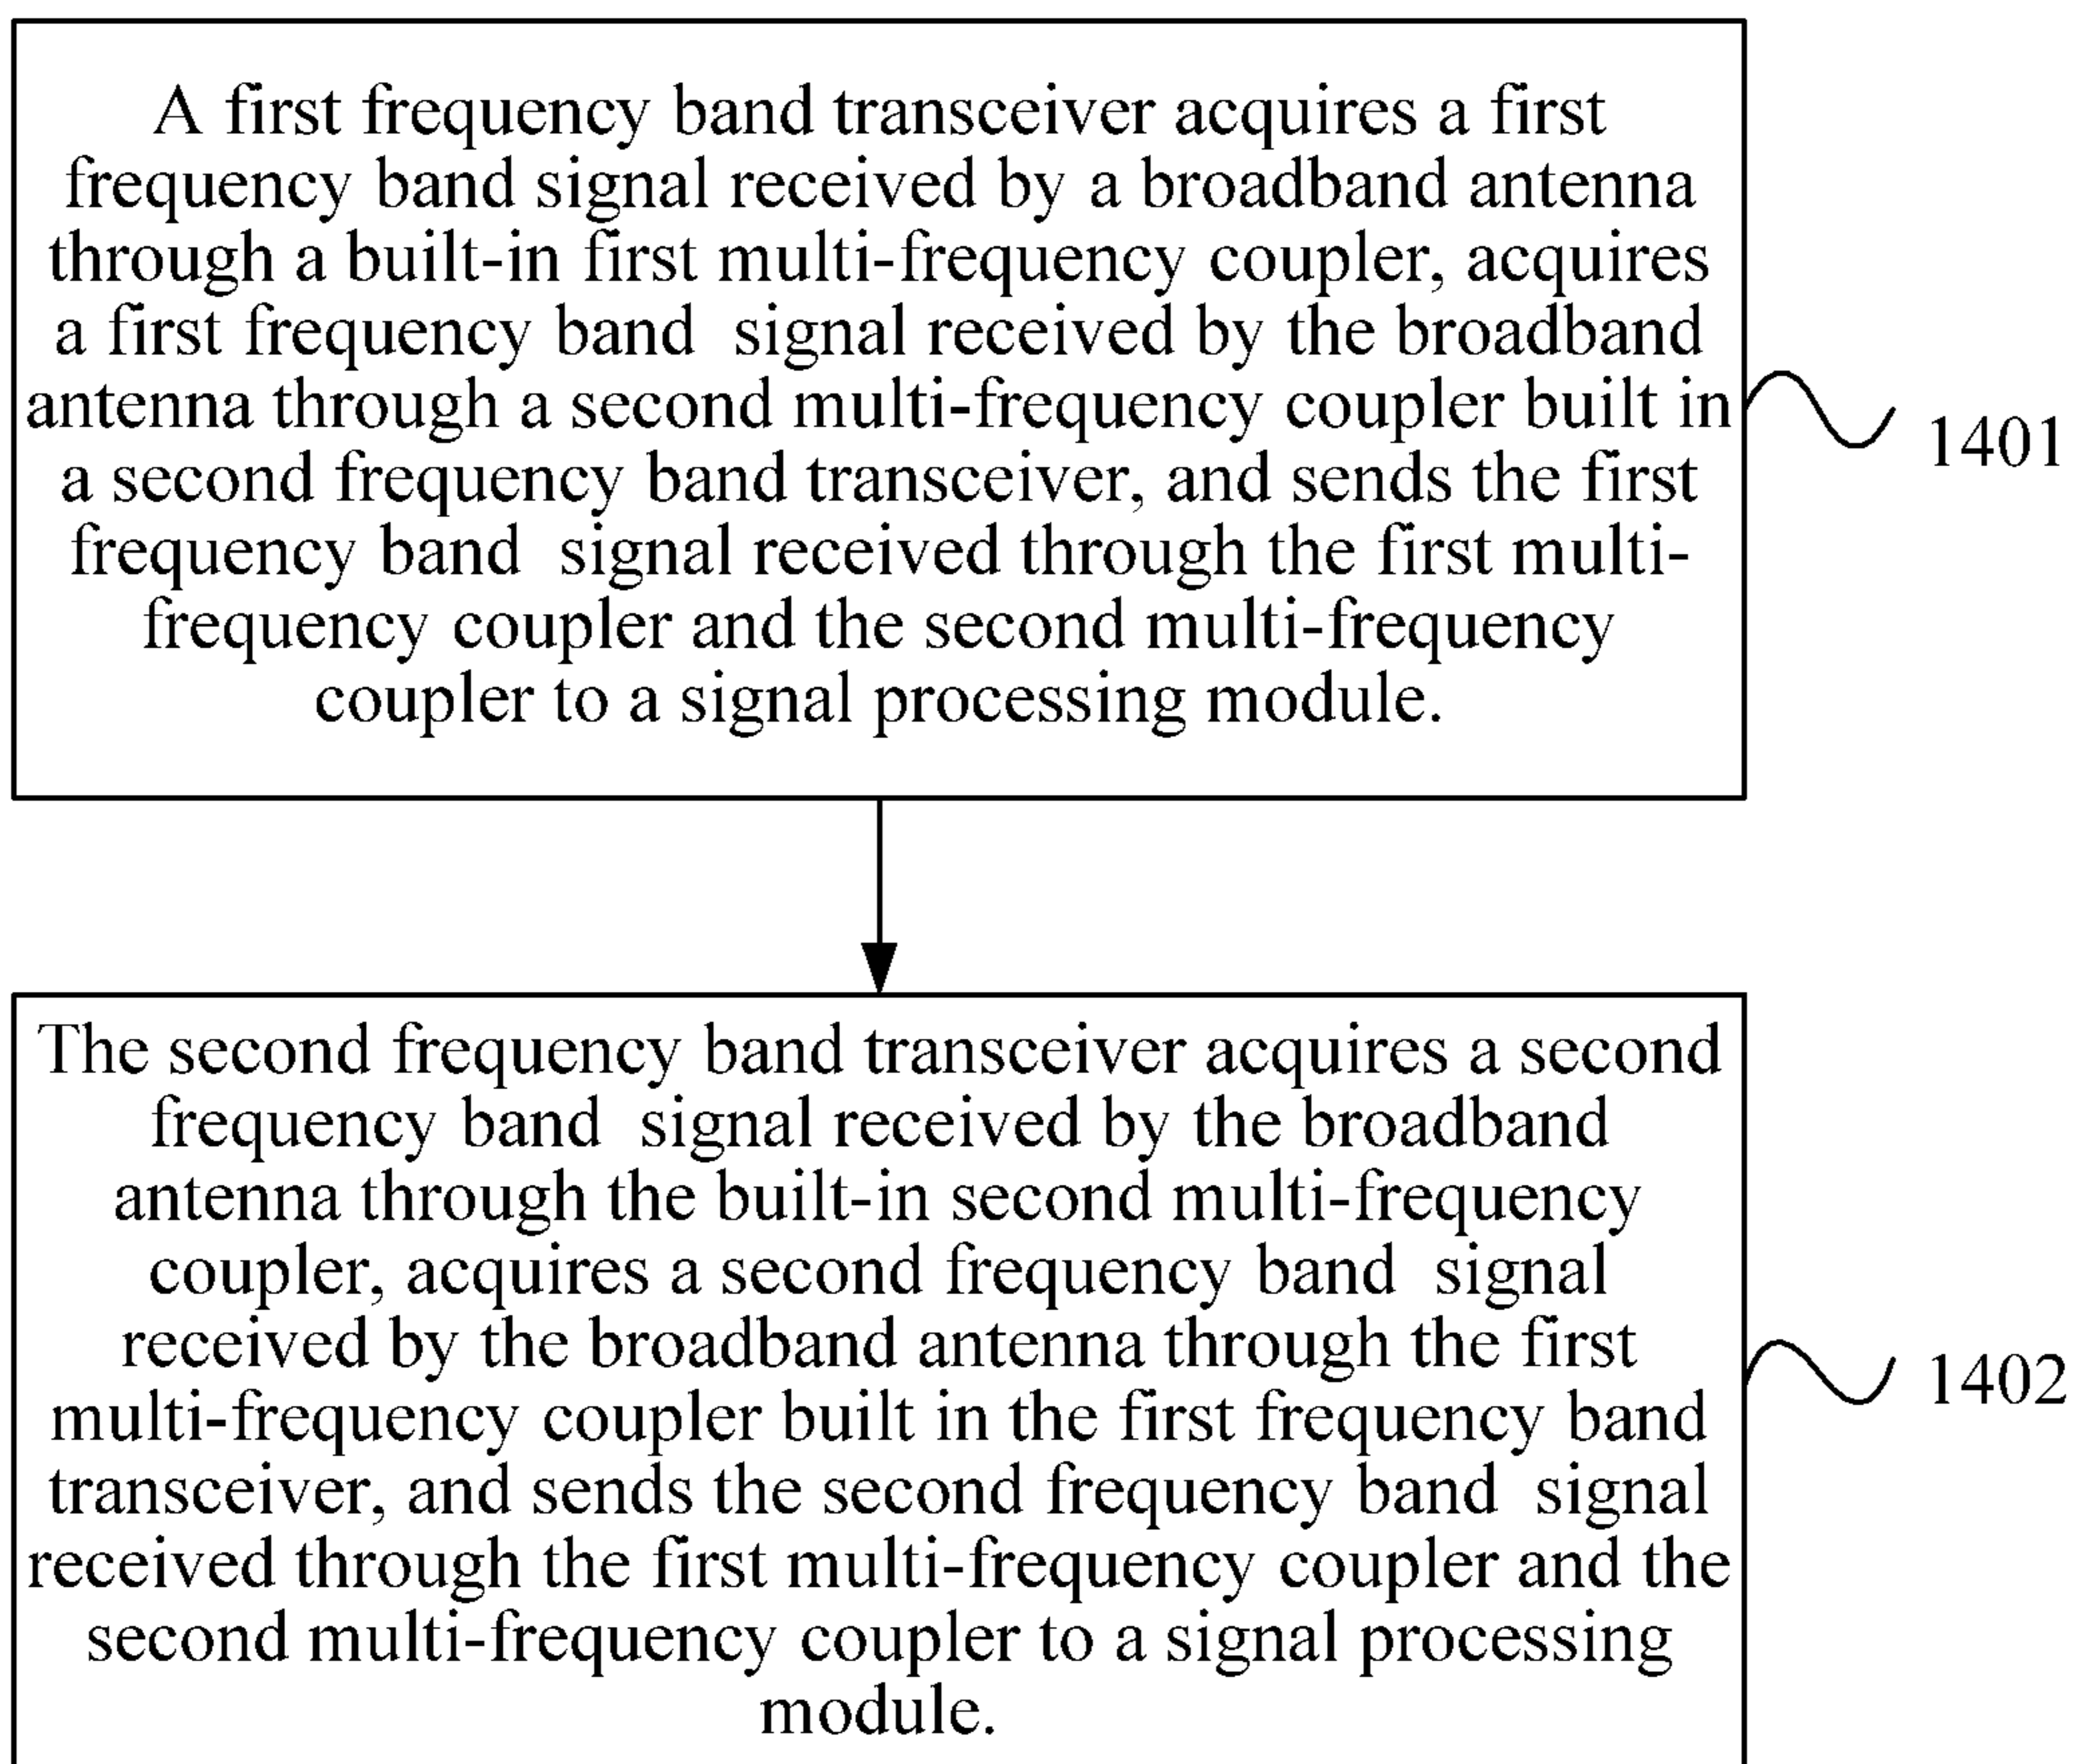 A first frequency band transceiver acquires a first
frequency band signal received by a broadband antenna
through a built-in first multi-frequency coupler, acquires
a first frequency band  signal received by the broadband
antenna through a second multi-frequency coupler built in
a second frequency band transceiver, and sends the first
frequency band  signal received through the first multi-
frequency coupler and the second multi-frequency
coupler to a signal processing module.
1401
The second frequency band transceiver acquires a second
frequency band  signal received by the broadband
antenna through the built-in second multi-frequency
coupler, acquires a second frequency band  signal
received by the broadband antenna through the first
multi-frequency coupler built in the first frequency band
transceiver, and sends the second frequency band  signal
received through the first multi-frequency coupler and the
second multi-frequency coupler to a signal processing
module.
1402